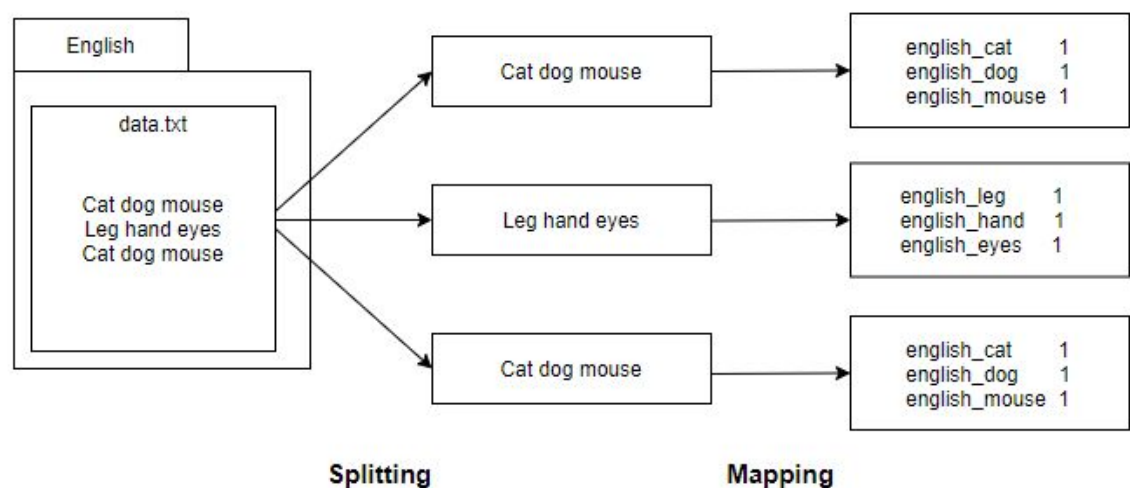 English
data.txt
Cat dog mouse
Leg hand eyes
Cat dog mouse
Cat dog mouse
Leg hand eyes
Cat dog mouse
english_cat 1
english_dog 1
english_mouse 1
english_leg 1
english_hand 1
english_eyes 1
english_cat 1
english_dog 1
english_mouse 1
Splitting
Mapping